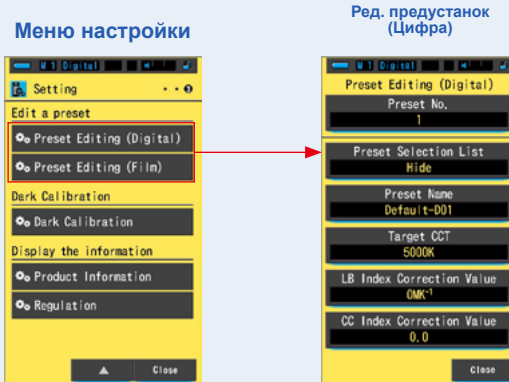 Меню настройки
M 1 Digital
Setting
3
Edit a preset
Preset Editing (Digital)
Preset Editing (Film)
Dark Calibration
Dark Calibration
Display the information
Product Information
Regulation
▲ Close
Ред. предустанок
(Цифра)
M 1 Digital
Preset Editing (Digital)
Preset No.
1
Preset Selection List
Hide
Preset Name
Default-D01
Target CCT
5000K
LB Index Correction Value
0MK⁻¹
CC Index Correction Value
0.0
Close